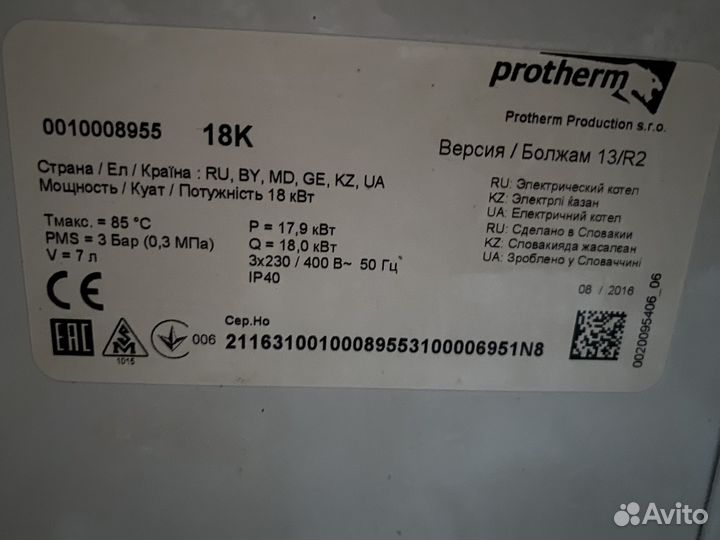 protherm
Protherm Production s.r.o.
0010008955 18K
Версия / Болжам 13/R2
Страна / Ел / Країна : RU, BY, MD, GE, KZ, UA
Мощность / Куат / Потужність 18 кВт
RU: Электрический котел
KZ: Электрлі қазан
UA: Електричний котел
RU: Сделано в Словакии
KZ: Словакияда жасалған
UA: Зроблено у Словаччині
Tмакс. = 85 °C
PMS = 3 Бар (0,3 МПа)
V = 7 л
P = 17,9 кВт
Q = 18,0 кВт
3x230 / 400 В~ 50 Гц
IP40
08 / 2016
CE
Сер.Но
EAC
1015
006
21163100100089553100006951N8
0020095406_06
Avito